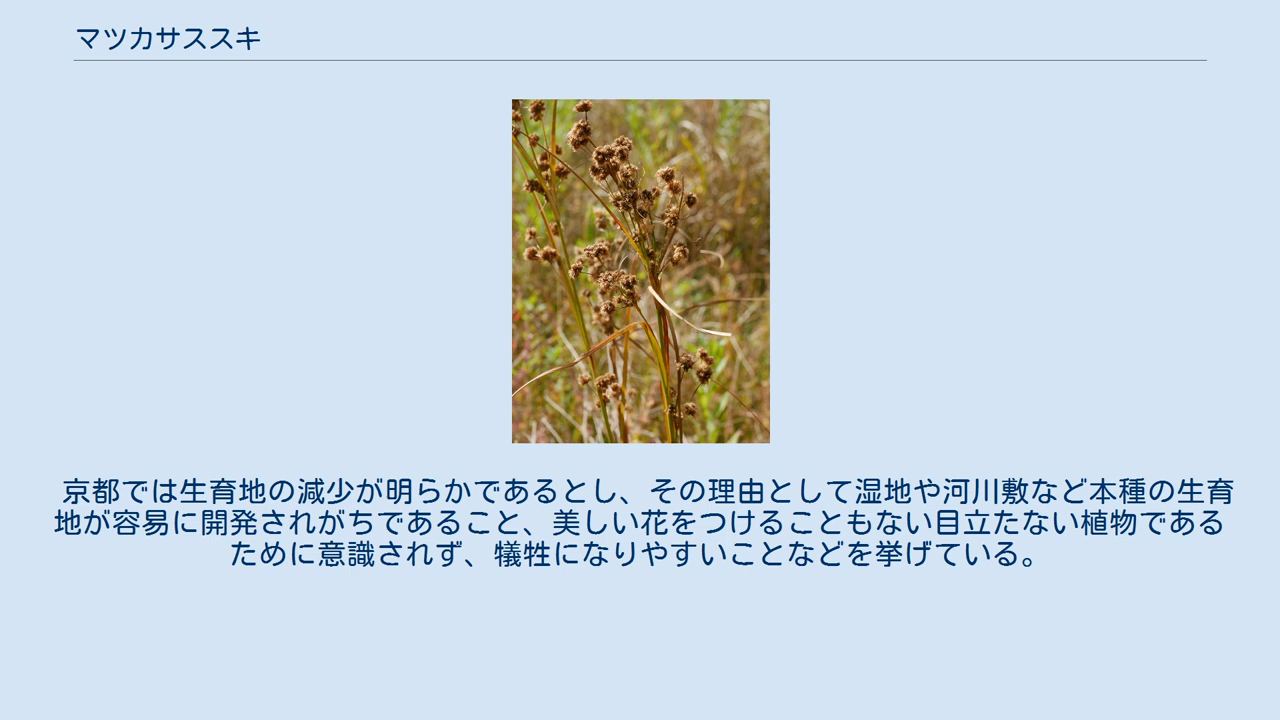 マツカサススキ
京都では生育地の減少が明らかであるとし、その理由として湿地や河川敷など本種の生育
地が容易に開発されがちであること、美しい花をつけることもない目立たない植物である
ために意識されず、犠牲になりやすいことなどを挙げている。